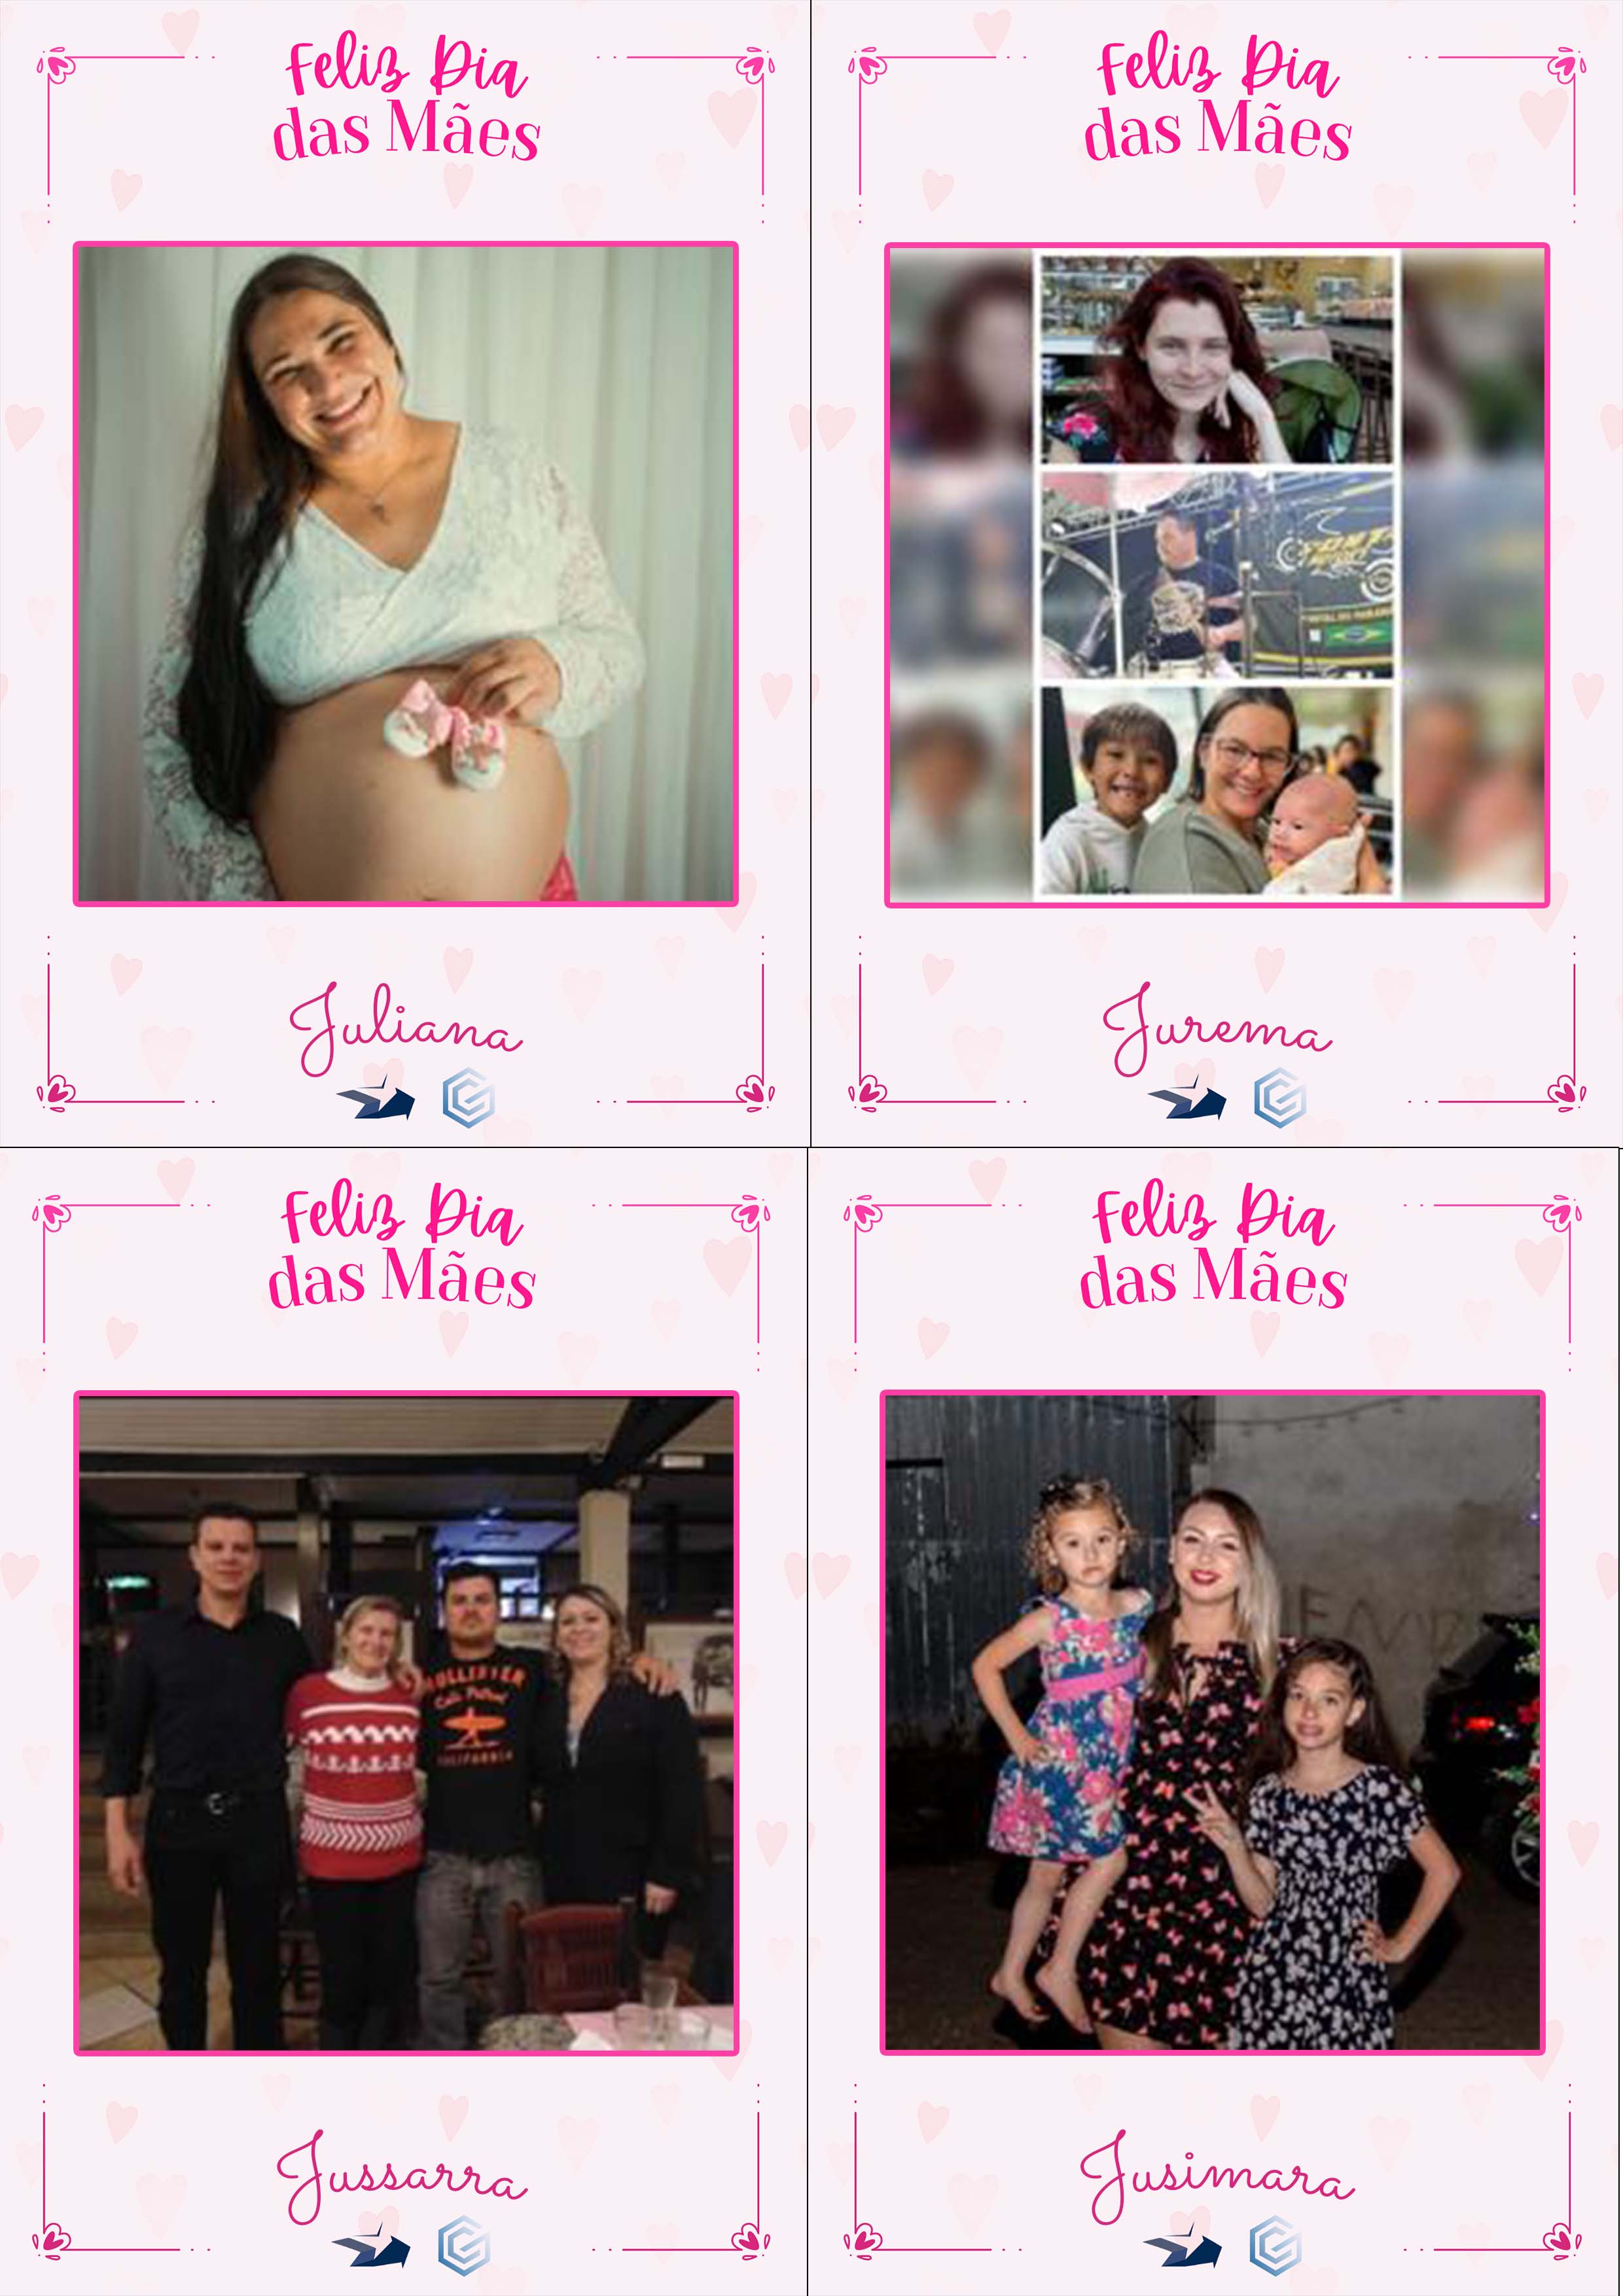 Feliz Dia
das Mães
Juliana
Feliz Dia
das Mães
Jurema
Feliz Dia
das Mães
HOLLISTER
CALIFORNIA
Jussarra
Feliz Dia
das Mães
Jusimara